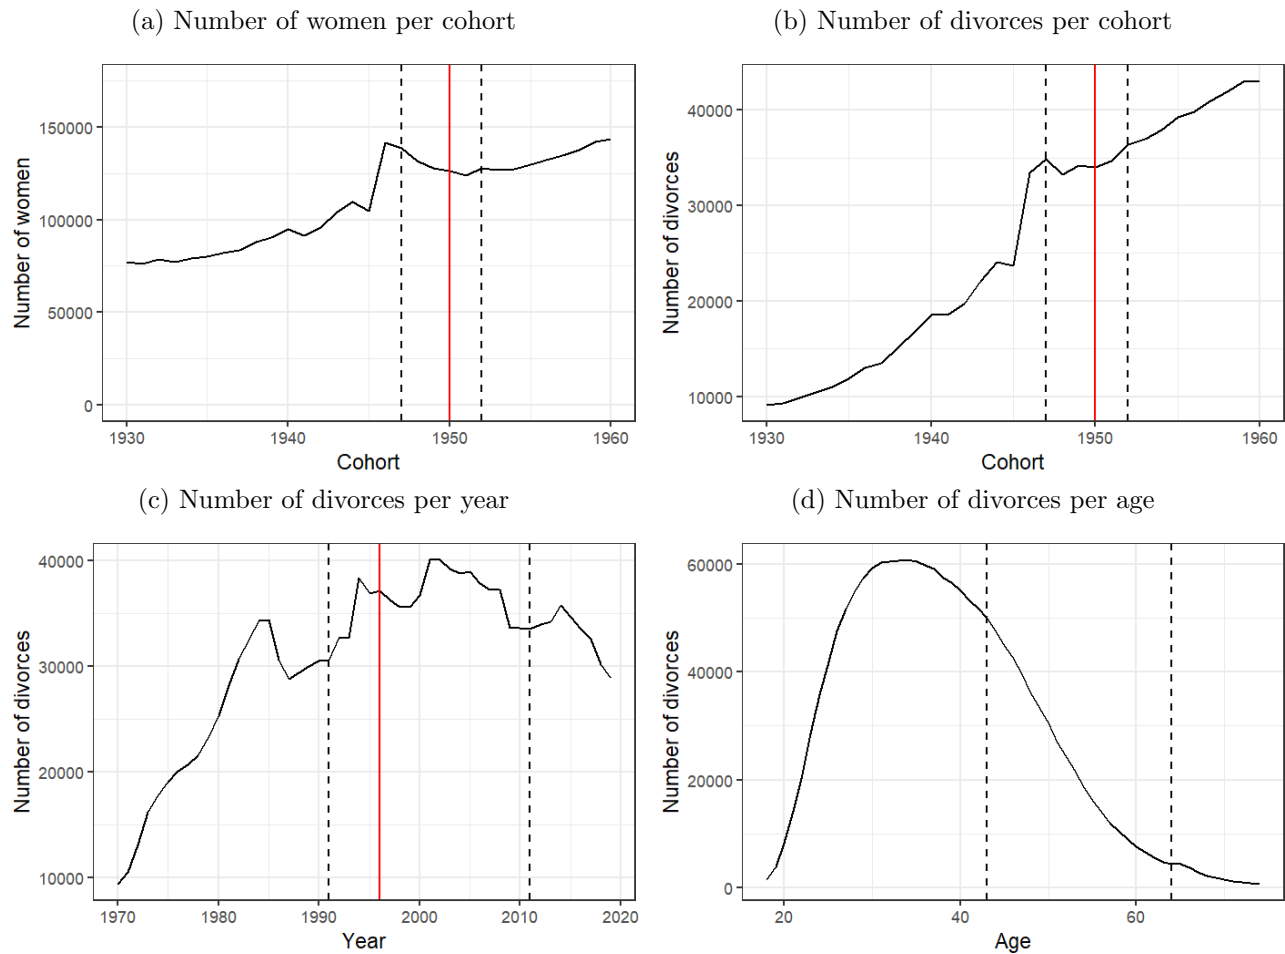 (a) Number of women per cohort
(b) Number of divorces per cohort
Number of women
150000
100000
50000
0
1930
1940
1950
1960
Cohort
Number of divorces
40000
30000
20000
10000
1930
1940
1950
1960
Cohort
(c) Number of divorces per year
(d) Number of divorces per age
Number of divorces
40000
30000
20000
10000
1970
1980
1990
2000
2010
2020
Year
Number of divorces
60000
40000
20000
0
20
40
60
Age